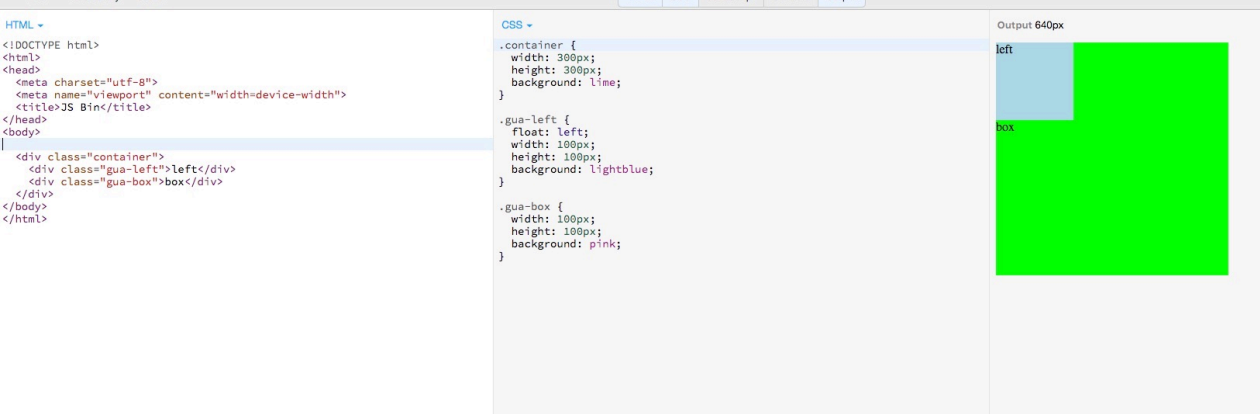 HTML
<!DOCTYPE html>
<html>
<head>
<meta charset="utf-8">
<meta name="viewport" content="width=device-width">
<title>JS Bin</title>
</head>
<body>
<div class="container">
<div class="gua-left">left</div>
<div class="gua-box">box</div>
</div>
</body>
</html>
CSS
.container {
width: 300px;
height: 300px;
background: lime;
}
.gua-left {
float: left;
width: 100px;
height: 100px;
background: lightblue;
}
.gua-box {
width: 100px;
height: 100px;
background: pink;
}
Output 640px
left
box